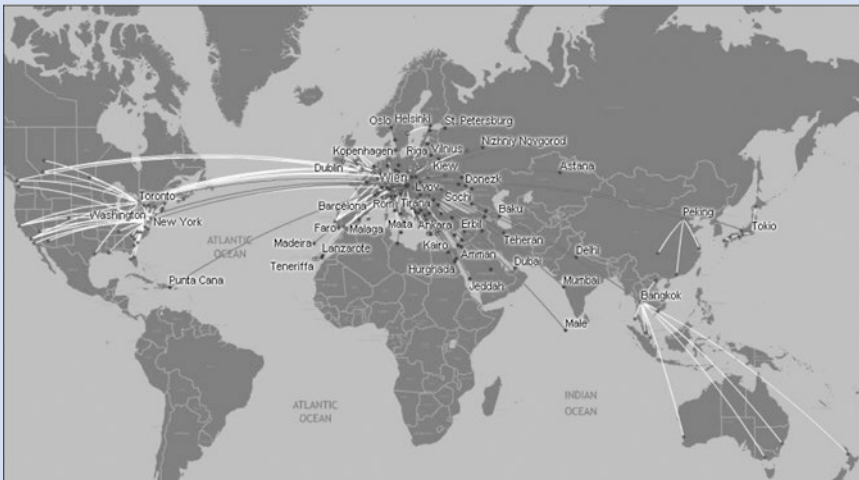 Oslo Helsinki St. Petersburg
Kopenhagen Riga Vilnus Nizhniy Novgorod
Dublin Kiew Astana
Wien Donezk
Toronto Lvov Sochi
Washington New York Barcelona Rom Tirana Baku Peking
Faro Malaga Malta Ankara Erbil Tokio
ATLANTIC
OCEAN
Madeira Lanzarote Kairo Amman Teheran Delhi
Teneriffa Hurghada Dubai
Punta Cana Jeddah Mumbai Bangkok
Male
ATLANTIC
OCEAN
INDIAN
OCEAN